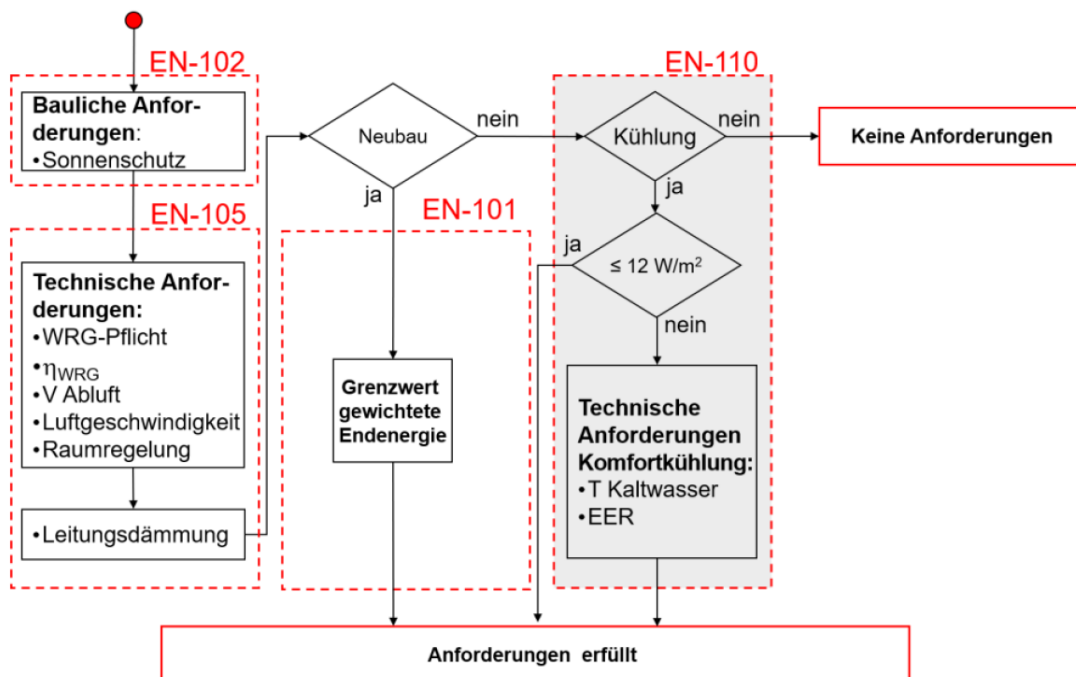 EN-102
Bauliche Anfor-
derungen:
•Sonnenschutz
EN-105
Technische Anfor-
derungen:
•WRG-Pflicht
•ηWRG
•V Abluft
•Luftgeschwindigkeit
•Raumregelung
•Leitungsdämmung
Neubau
nein
ja
EN-101
Grenzwert
gewichtete
Endenergie
EN-110
Kühlung
nein
ja
≤ 12 W/m²
ja
nein
Technische
Anforderungen
Komfortkühlung:
•T Kaltwasser
•EER
Keine Anforderungen
Anforderungen erfüllt